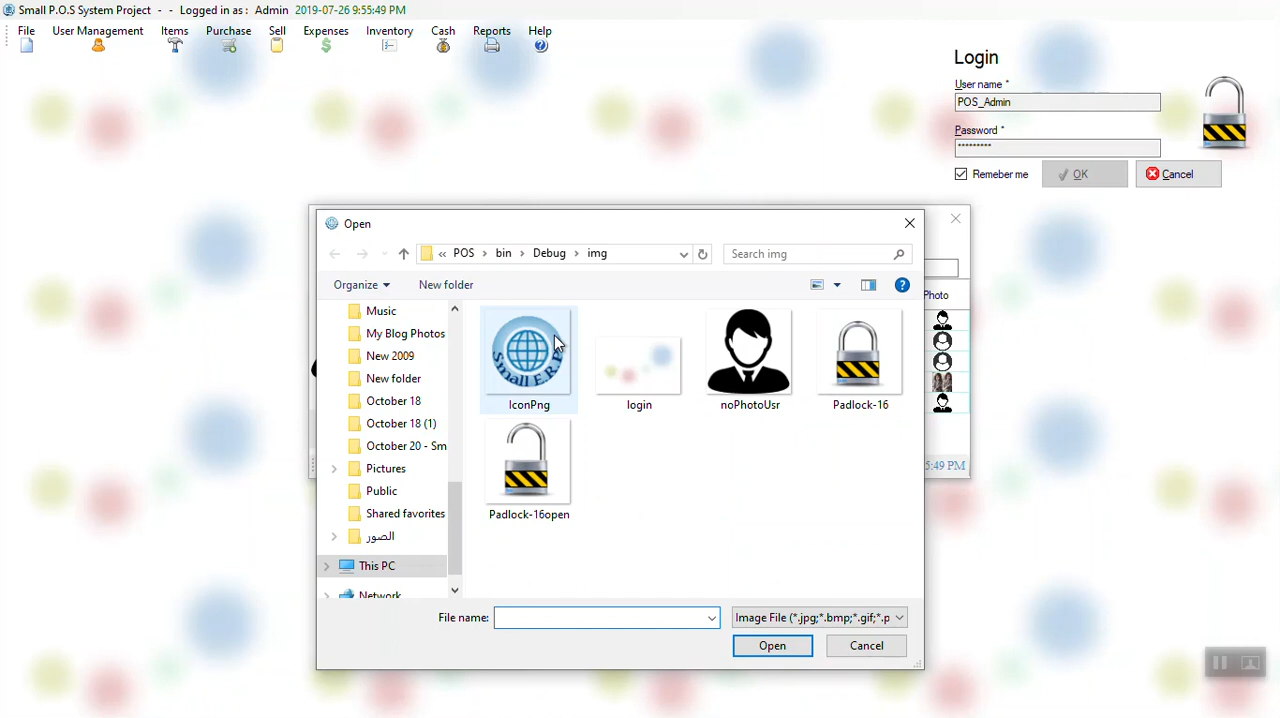 Small P.O.S System Project - - Logged in as : Admin 2019-07-26 9:55:49 PM
File User Management Items Purchase Sell Expenses Inventory Cash Reports Help
Login
User name *
POS_Admin
Password *
*********
Remeber me
OK
Cancel
Open
« POS > bin > Debug > img
Search img
Organize
New folder
Photo
Music
My Blog Photos
New 2009
New folder
October 18
October 18 (1)
October 20 - Sm
Pictures
Public
Shared favorites
الصور
This PC
Network
Small E.R.P
IconPng
login
noPhotoUsr
Padlock-16
Padlock-16open
5:49 PM
File name:
Image File (*.jpg;*.bmp;*.gif;*.p
Open
Cancel